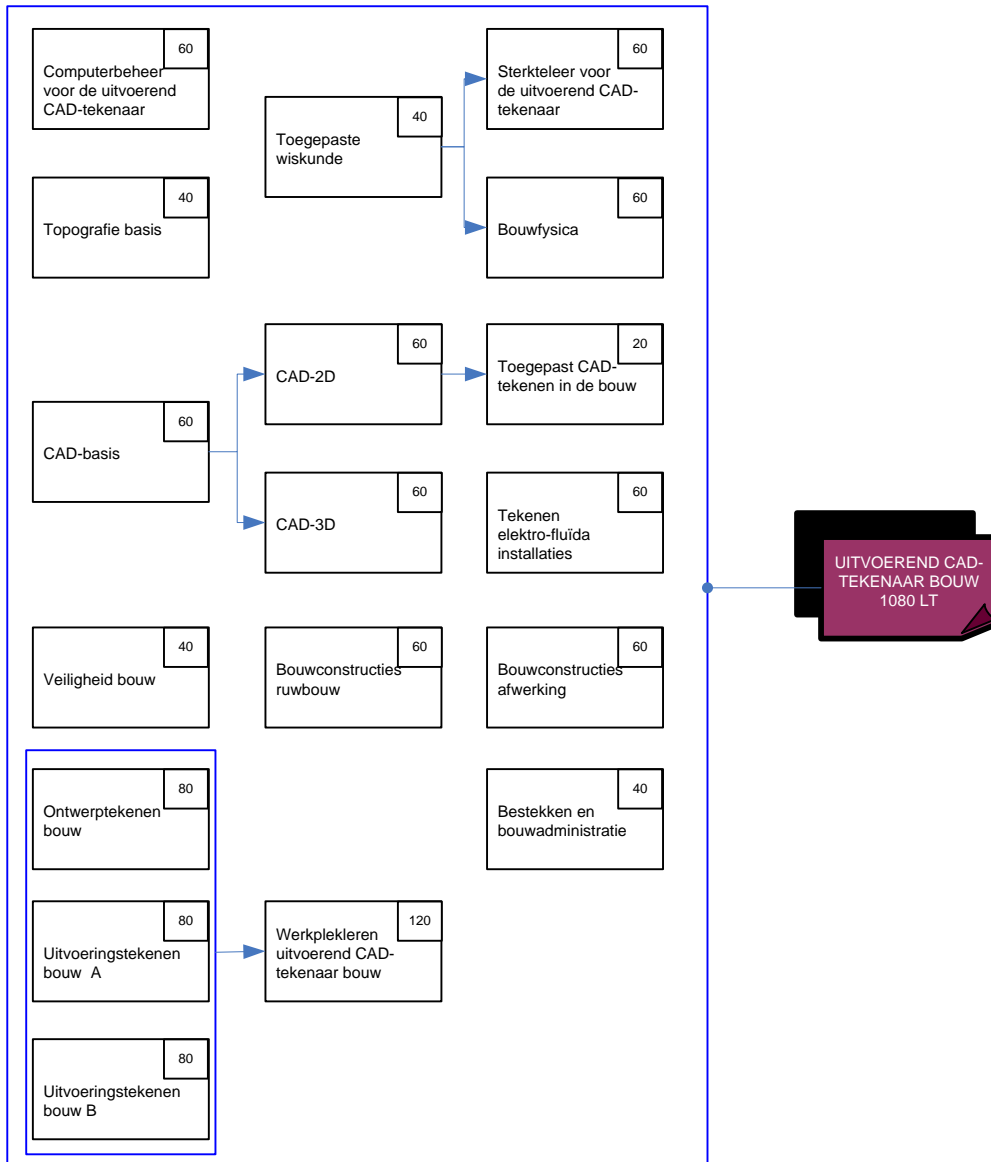 60
Computerbeheer
voor de uitvoerend
CAD-tekenaar
40
Toegepaste
wiskunde
60
Sterkteleer voor
de uitvoerend CAD-
tekenaar
40
Topografie basis
60
Bouwfysica
60
CAD-basis
60
CAD-2D
20
Toegepast CAD-
tekenen in de bouw
60
CAD-3D
60
Tekenen
elektro-fluïda
installaties
UITVOEREND CAD-
TEKENAAR BOUW
1080 LT
40
Veiligheid bouw
60
Bouwconstructies
ruwbouw
60
Bouwconstructies
afwerking
80
Ontwerptekenen
bouw
40
Bestekken en
bouwadministratie
80
Uitvoeringstekenen
bouw  A
120
Werkplekleren
uitvoerend CAD-
tekenaar bouw
80
Uitvoeringstekenen
bouw B